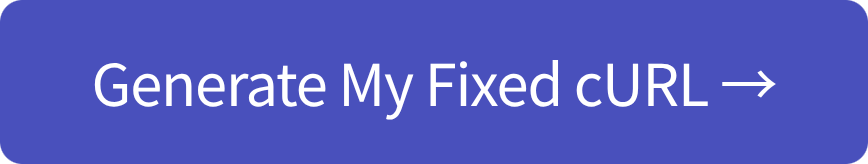 Generate My Fixed cURL →